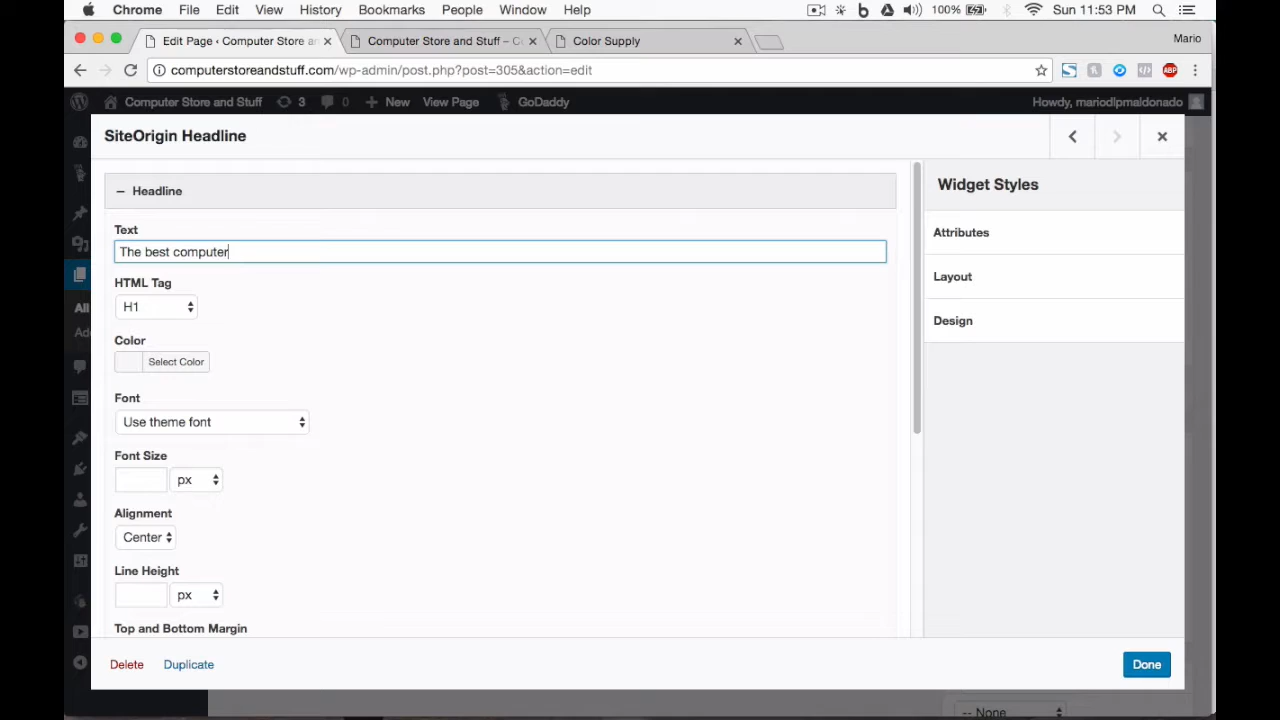 Chrome File Edit View History Bookmarks People Window Help 100% Sun 11:53 PM
Edit Page ‹ Computer Store an Computer Store and Stuff – Co Color Supply Mario
computerstoreandstuff.com/wp-admin/post.php?post=305&action=edit ABP
Computer Store and Stuff 3 0 New View Page GoDaddy Howdy, mariodlpmaldonado
SiteOrigin Headline
Headline
Text
The best computer
HTML Tag
H1
Color
Select Color
Font
Use theme font
Font Size
px
Alignment
Center
Line Height
px
Top and Bottom Margin
Widget Styles
Attributes
Layout
Design
All
Add
Delete Duplicate Done
-- None